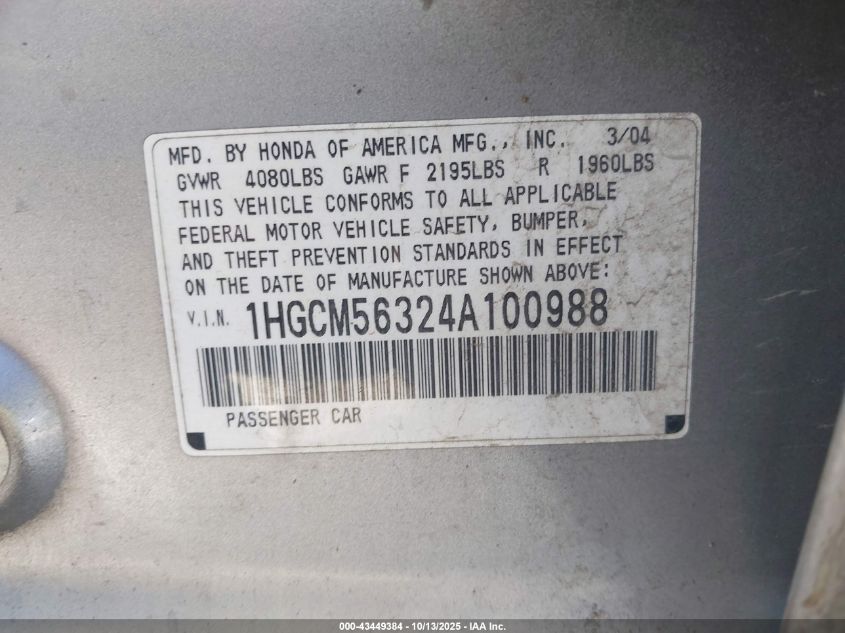 MFD. BY HONDA OF AMERICA MFG., INC. 3/04
GVWR 4080LBS GAWR F 2195LBS R 1960LBS
THIS VEHICLE CONFORMS TO ALL APPLICABLE
FEDERAL MOTOR VEHICLE SAFETY, BUMPER,
AND THEFT PREVENTION STANDARDS IN EFFECT
ON THE DATE OF MANUFACTURE SHOWN ABOVE:
V.I.N. 1HGCM56324A100988
PASSENGER CAR
000-43449384 | 10/13/2025 - IAA Inc.